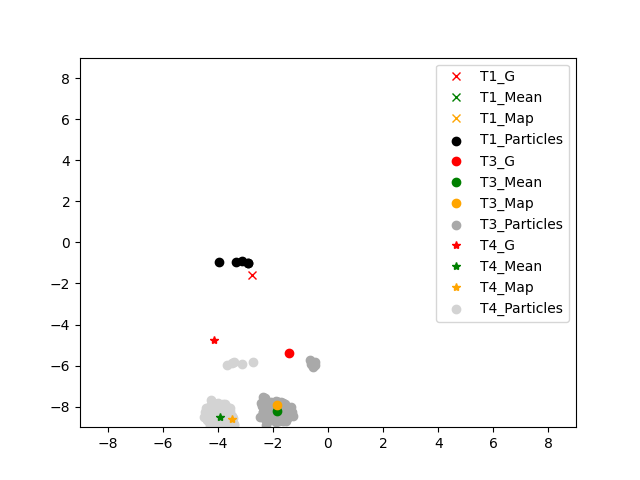 8
6
4
2
0
−2
−4
−6
−8
−8 −6 −4 −2 0 2 4 6 8
T1_G
T1_Mean
T1_Map
T1_Particles
T3_G
T3_Mean
T3_Map
T3_Particles
T4_G
T4_Mean
T4_Map
T4_Particles